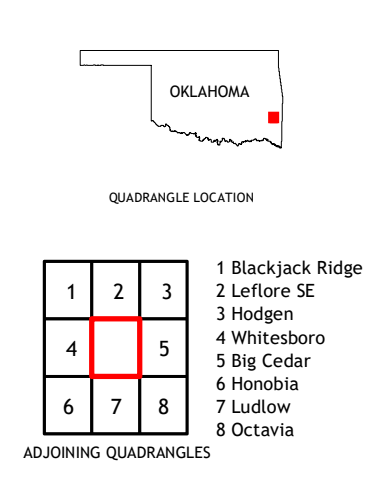 OKLAHOMA
QUADRANGLE LOCATION
1 2 3
4 5
6 7 8
ADJOINING QUADRANGLES
1 Blackjack Ridge
2 Leflore SE
3 Hodgen
4 Whitesboro
5 Big Cedar
6 Honobia
7 Ludlow
8 Octavia